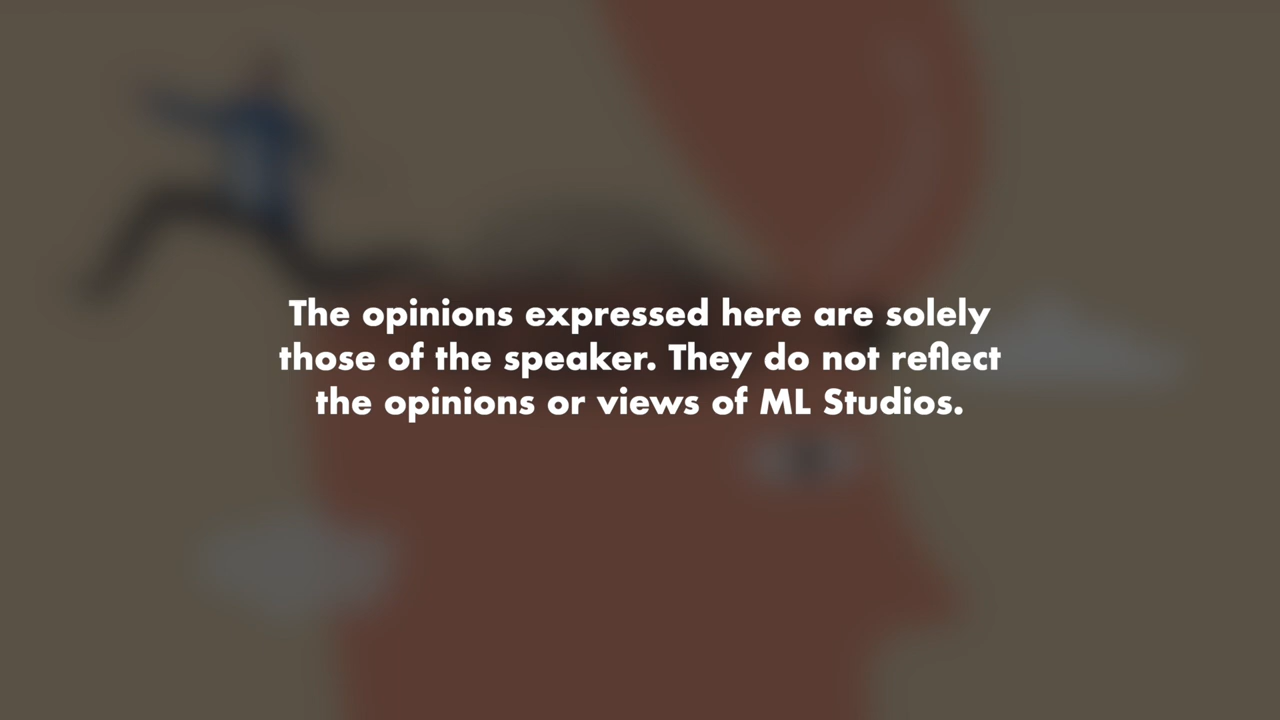 The opinions expressed here are solely
those of the speaker. They do not reflect
the opinions or views of ML Studios.